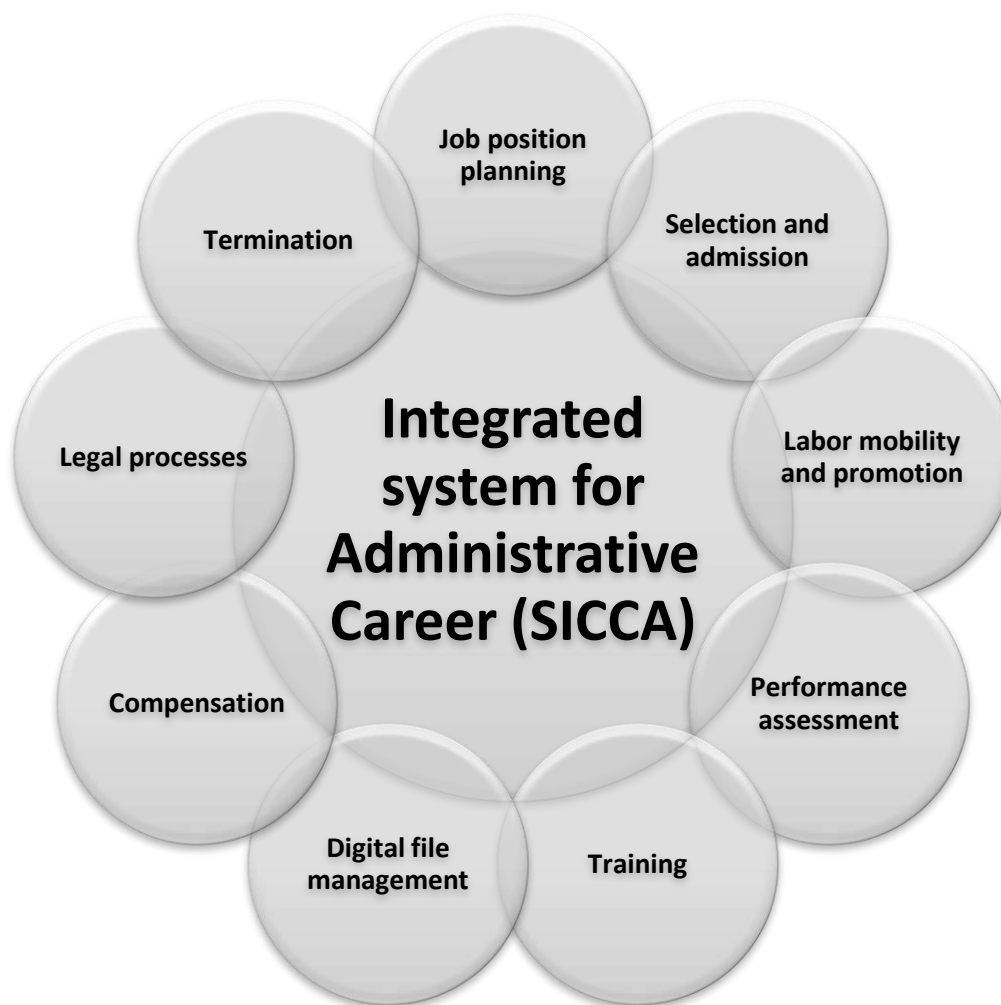 Job position
planning
Selection and
admission
Labor mobility
and promotion
Performance
assessment
Training
Digital file
management
Compensation
Legal processes
Termination
Integrated
system for
Administrative
Career (SICCA)